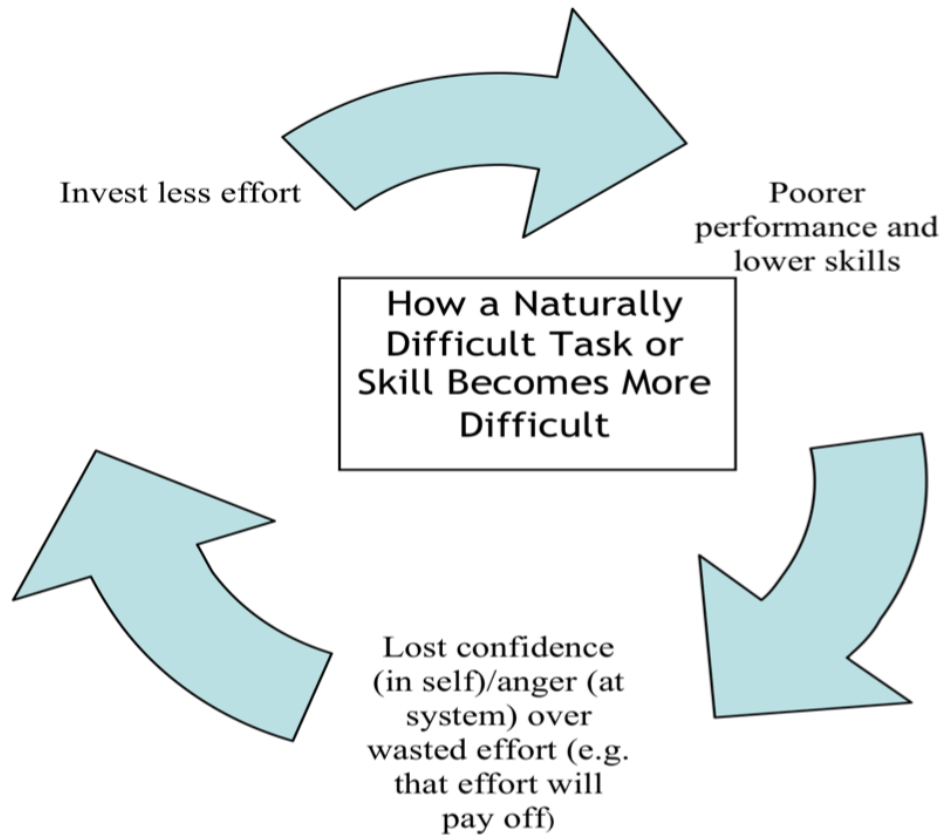 Invest less effort
Poorer
performance and
lower skills
How a Naturally
Difficult Task or
Skill Becomes More
Difficult
Lost confidence
(in self)/anger (at
system) over
wasted effort (e.g.
that effort will
pay off)